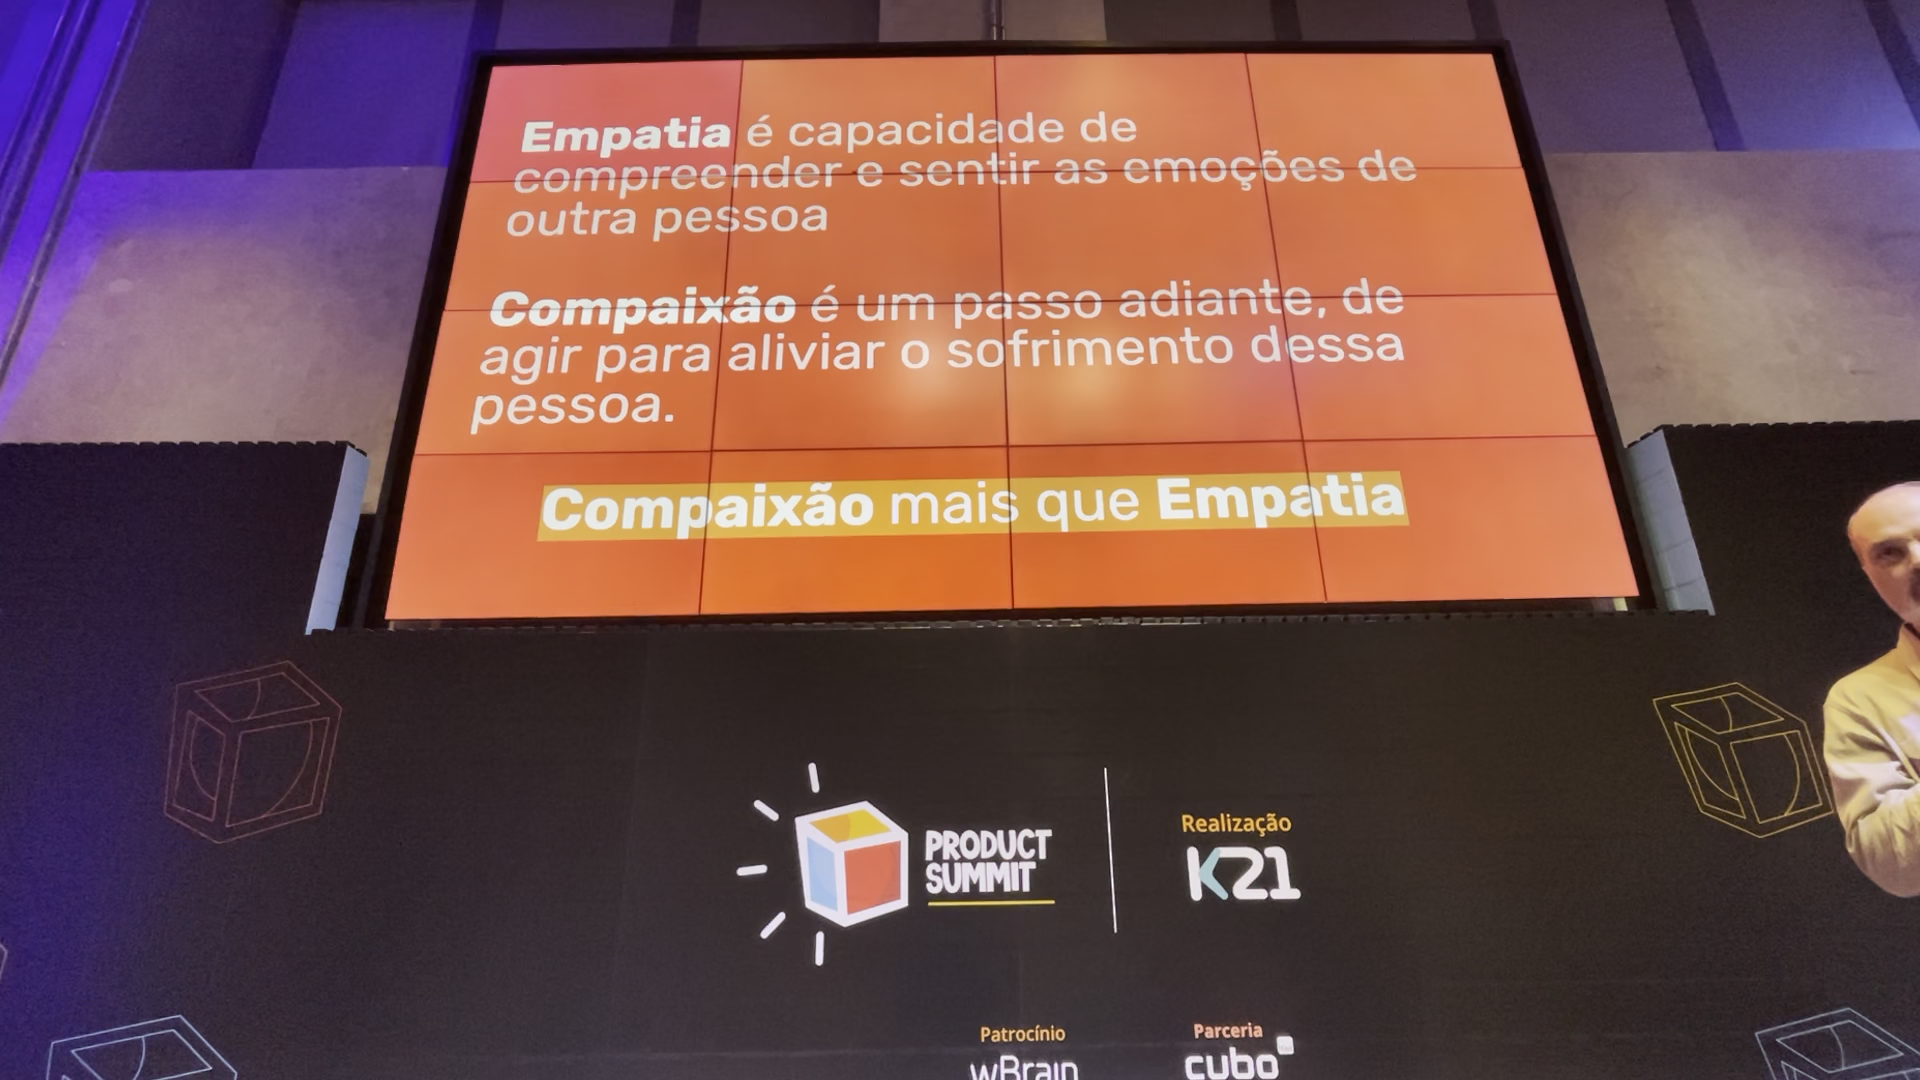 Empatia é capacidade de
compreender e sentir as emoções de
outra pessoa
Compaixão é um passo adiante, de
agir para aliviar o sofrimento dessa
pessoa.
Compaixão mais que Empatia
PRODUCT
SUMMIT
Realização
K21
Patrocínio
wBrain
Parceria
cubo